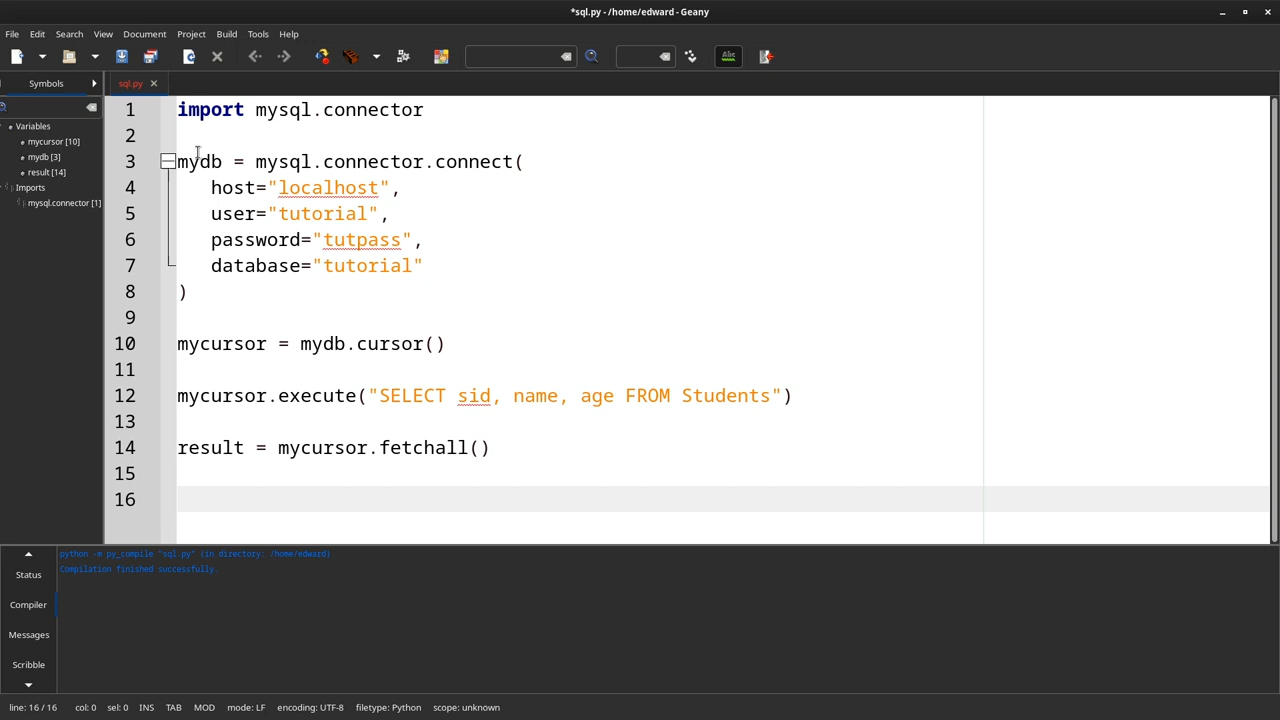 *sql.py - /home/edward - Geany
File Edit Search View Document Project Build Tools Help
Abc
Symbols
sql.py
Variables
mycursor [10]
mydb [3]
result [14]
Imports
mysql.connector [1]
1 import mysql.connector
2
3 mydb = mysql.connector.connect(
4 host="localhost",
5 user="tutorial",
6 password="tutpass",
7 database="tutorial"
8 )
9
10 mycursor = mydb.cursor()
11
12 mycursor.execute("SELECT sid, name, age FROM Students")
13
14 result = mycursor.fetchall()
15
16
Status
Compiler
Messages
Scribble
python -m py_compile "sql.py" (in directory: /home/edward)
Compilation finished successfully.
line: 16 / 16 col: 0 sel: 0 INS TAB MOD mode: LF encoding: UTF-8 filetype: Python scope: unknown